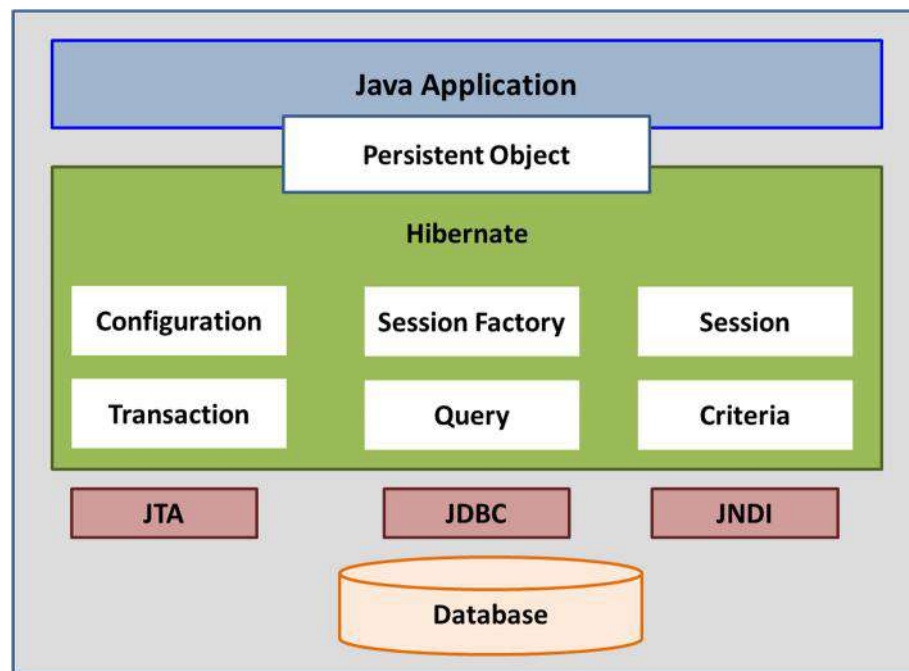 Java Application
Persistent Object
Hibernate
Configuration
Session Factory
Session
Transaction
Query
Criteria
JTA
JDBC
JNDI
Database